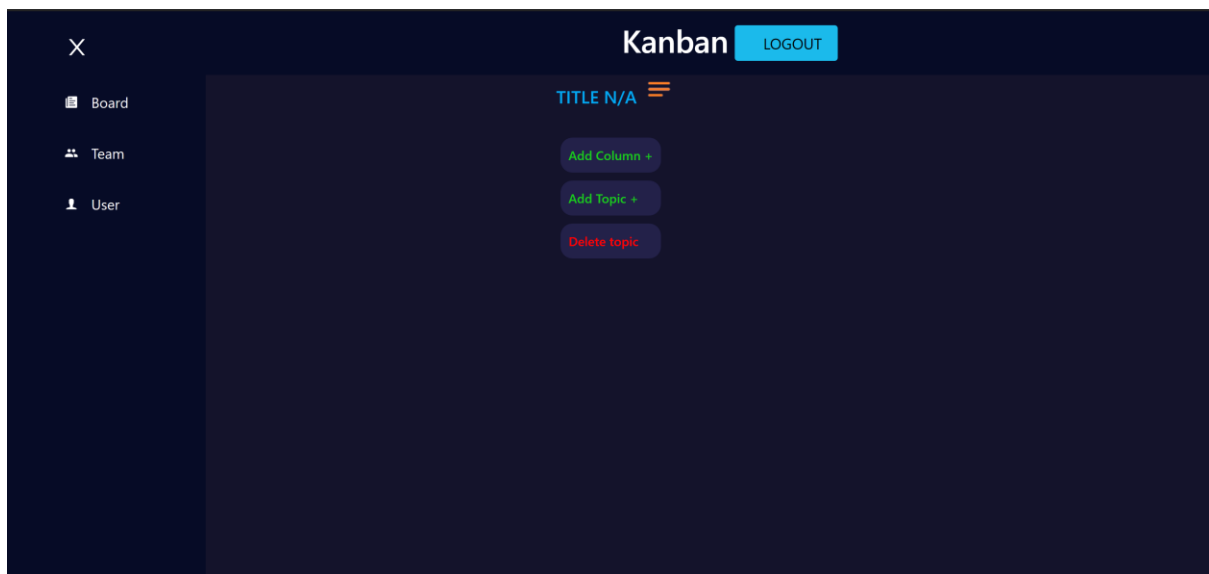 Kanban LOGOUT
Board
Team
User
TITLE N/A
Add Column +
Add Topic +
Delete topic